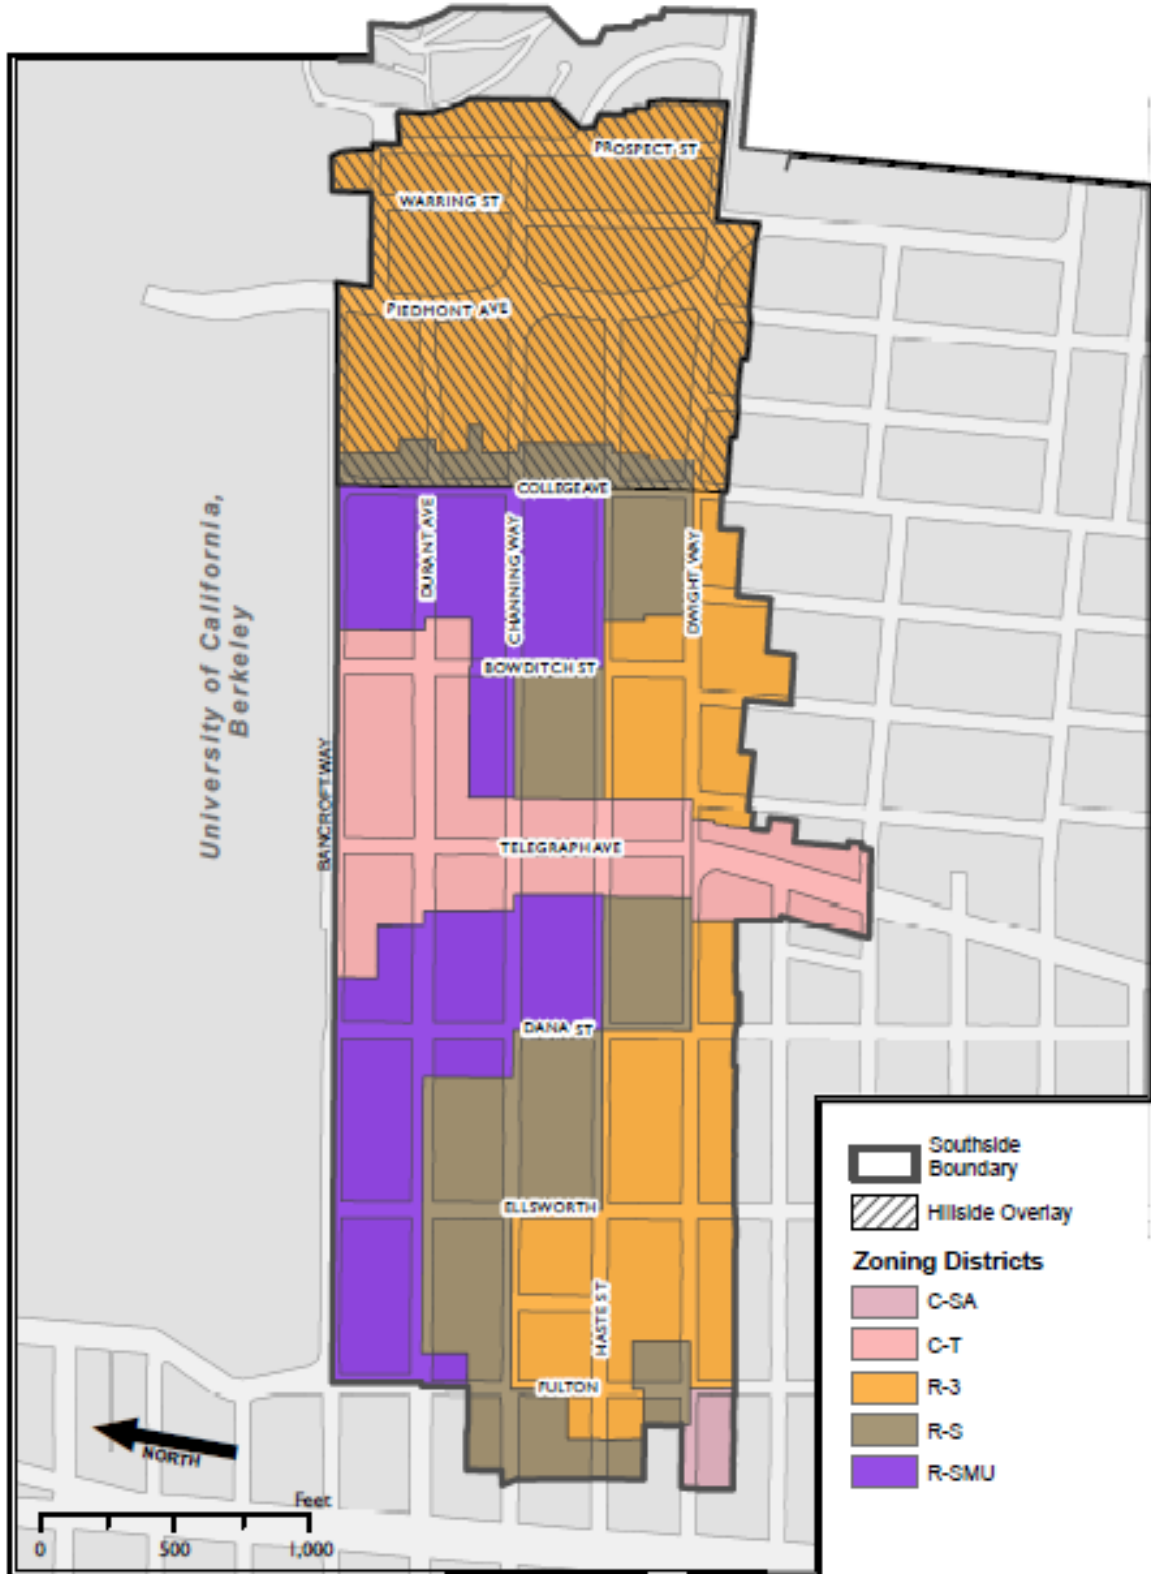 PROSPECT ST
WARRING ST
PIEDMONT AVE
COLLEGE AVE
DURANT AVE
CHANNING WAY
DWIGHT WAY
BOWDITCH ST
University of California,
Berkeley
BANCROFT WAY
TELEGRAPH AVE
DANA ST
ELLSWORTH
HASTE ST
FULTON
NORTH
Feet
0 500 1,000
Southside
Boundary
Hillside Overlay
Zoning Districts
C-SA
C-T
R-3
R-S
R-SMU